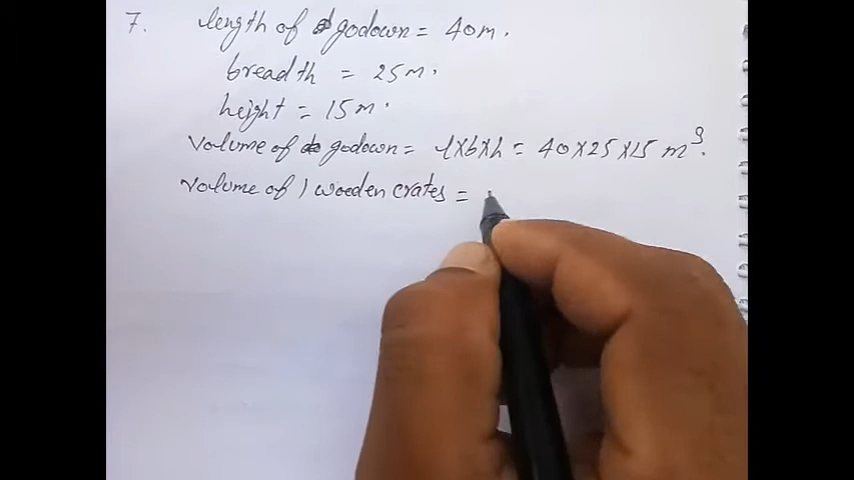 7. length of godown = 40m.
breadth = 25m.
height = 15m.
volume of godown = l×b×h = 40×25×15 m³.
volume of 1 wooden crates =